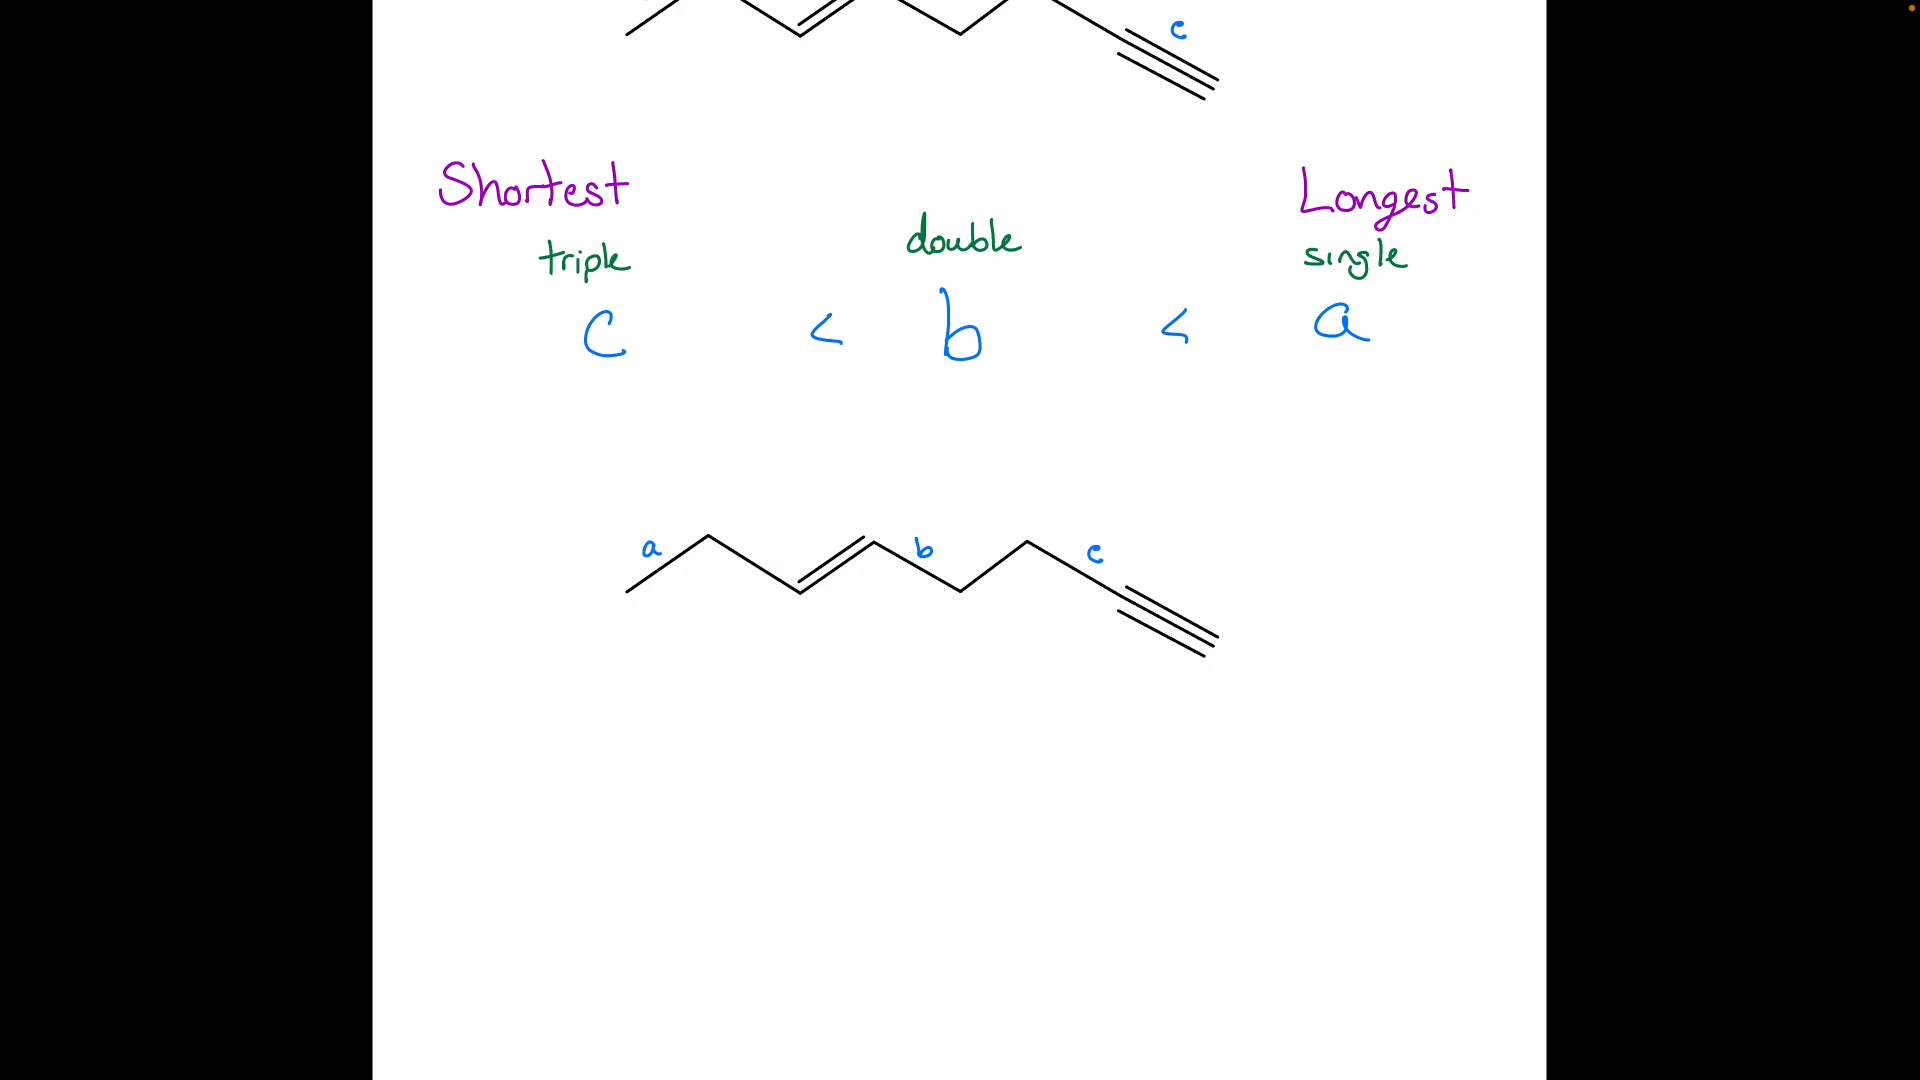 c
Shortest Longest
triple double single
c < b < a
a b c